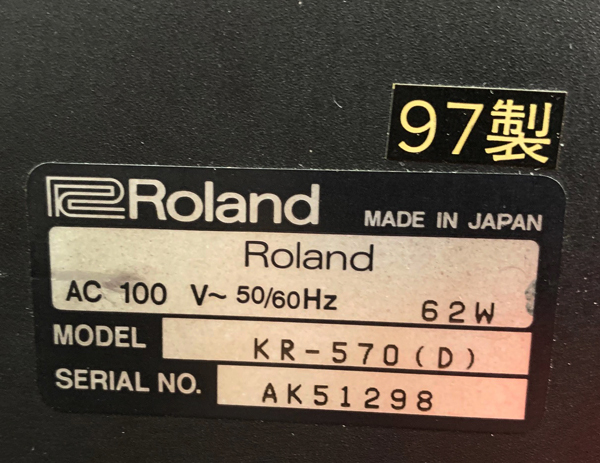 97製
Roland
MADE IN JAPAN
Roland
AC 100 V~ 50/60Hz 62W
MODEL KR-570(D)
SERIAL NO. AK51298